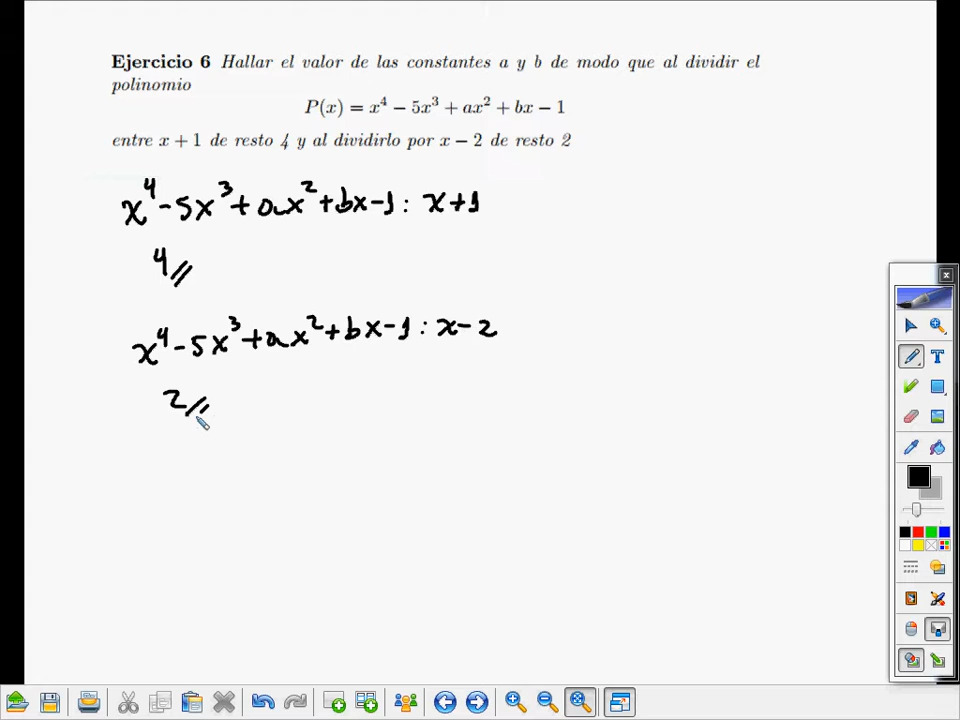 Ejercicio 6 Hallar el valor de las constantes a y b de modo que al dividir el
polinomio
P(x) = x⁴ − 5x³ + ax² + bx − 1
entre x + 1 de resto 4 y al dividirlo por x − 2 de resto 2
x⁴-5x³+ax²+bx-1: x+1
4//
x⁴-5x³+ax²+bx-1: x-2
2//